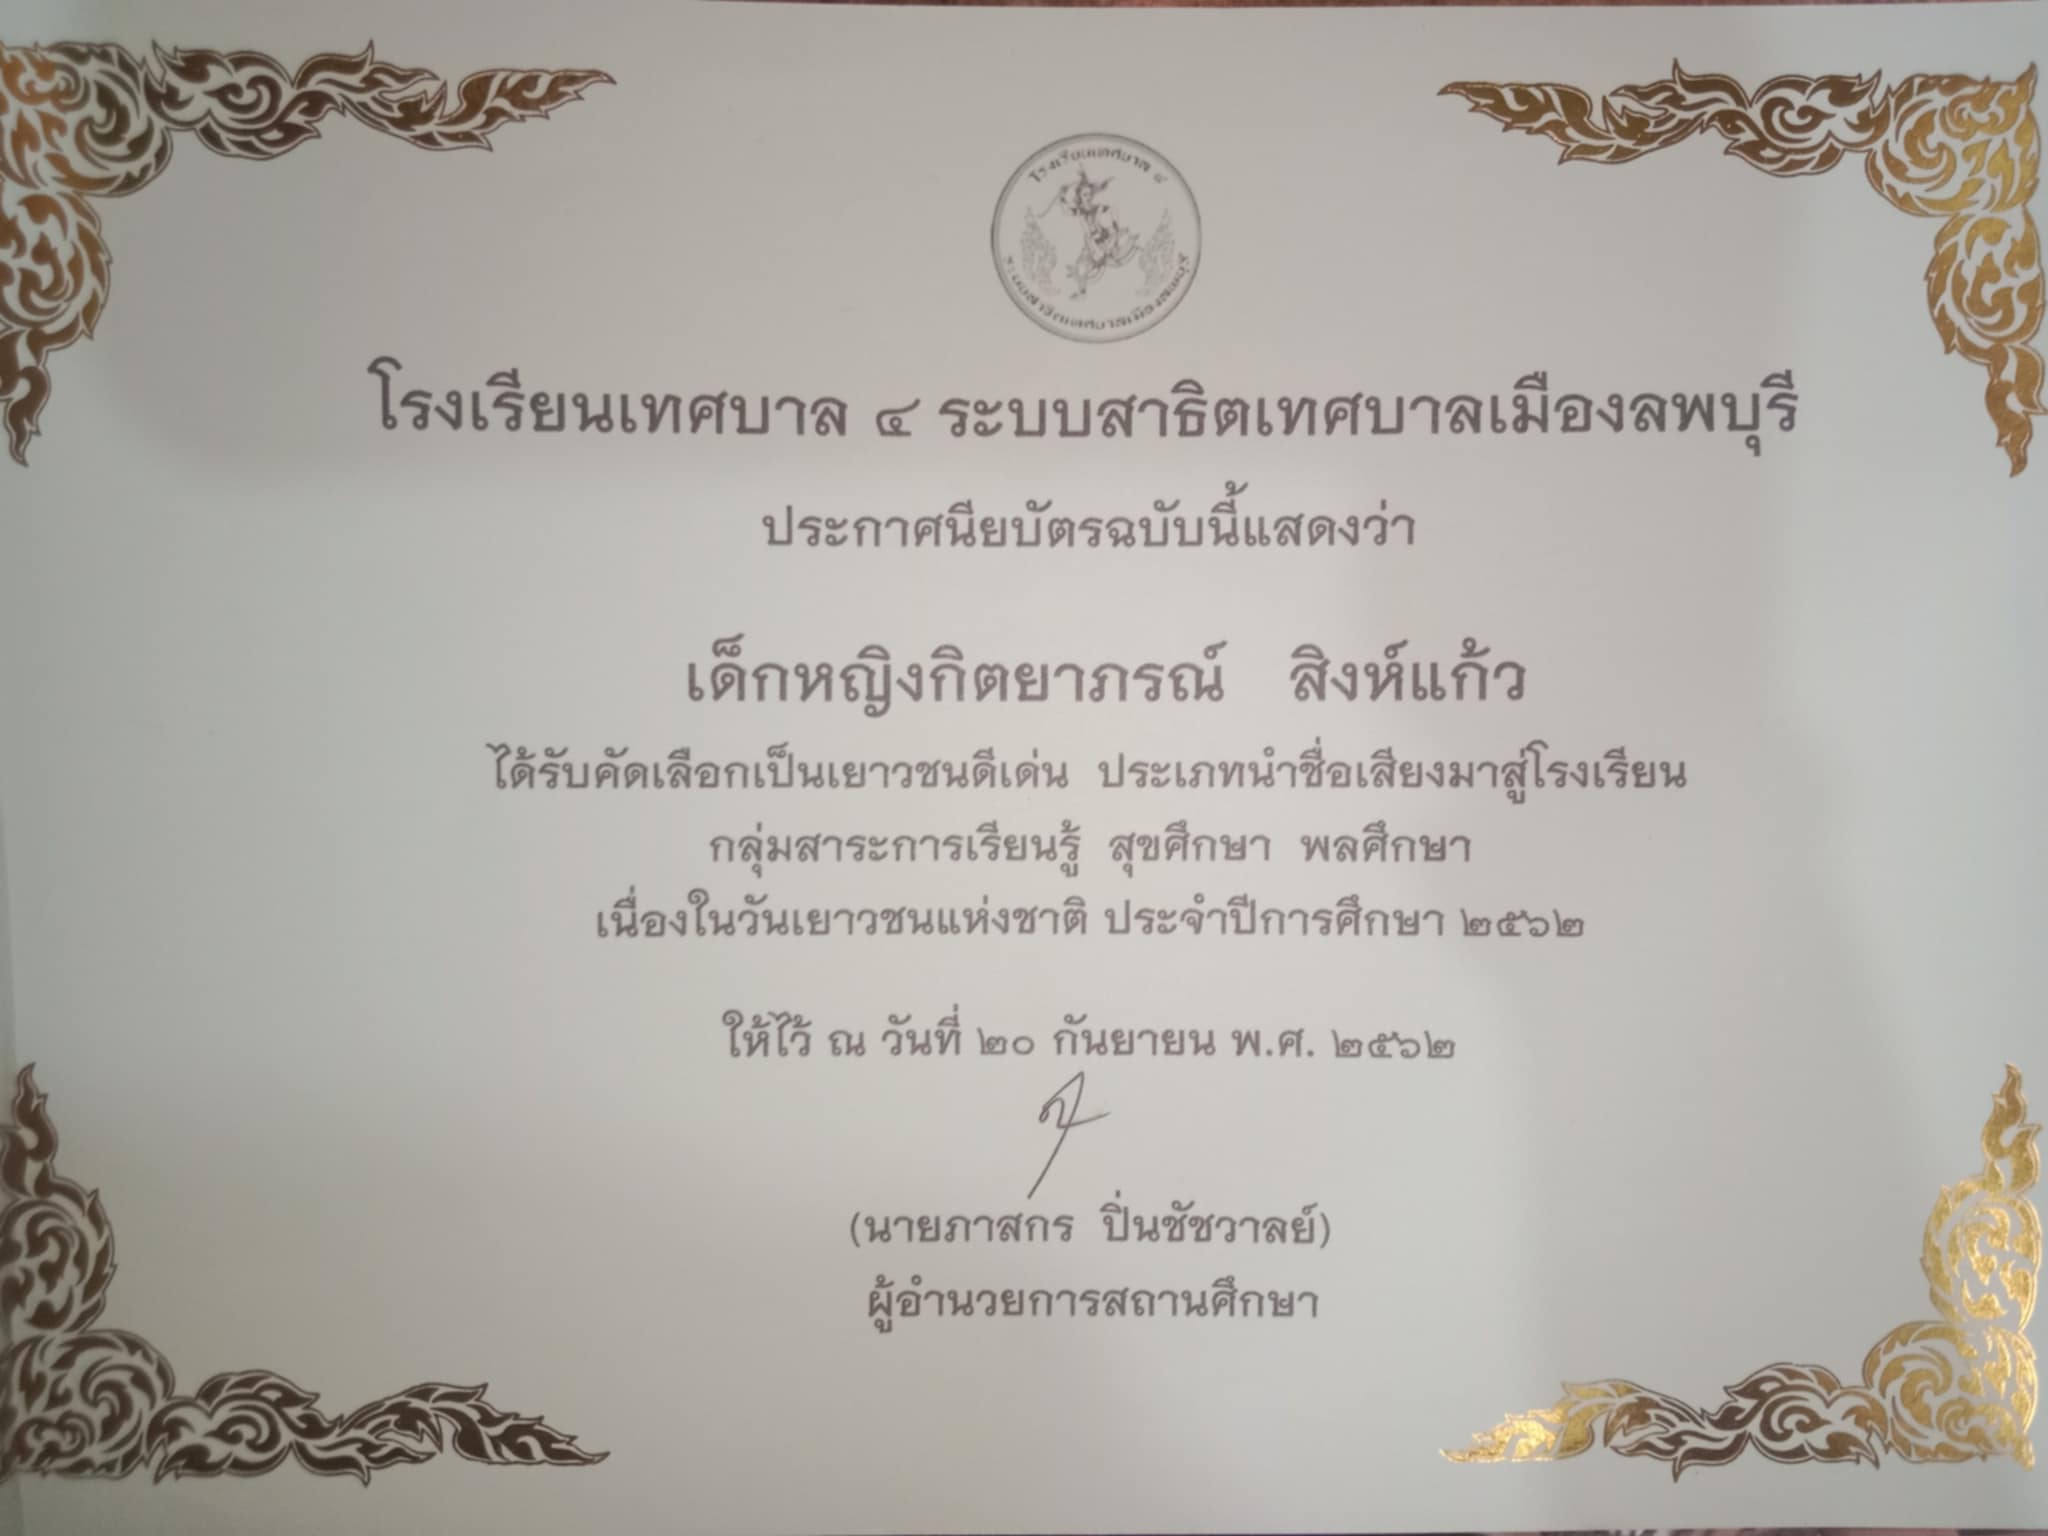 โรงเรียนเทศบาล ๔
ระบบสาธิตเทศบาลเมืองลพบุรี
โรงเรียนเทศบาล ๔ ระบบสาธิตเทศบาลเมืองลพบุรี
ประกาศนียบัตรฉบับนี้แสดงว่า
เด็กหญิงกิตยาภรณ์ สิงห์แก้ว
ได้รับคัดเลือกเป็นเยาวชนดีเด่น ประเภทนำชื่อเสียงมาสู่โรงเรียน
กลุ่มสาระการเรียนรู้ สุขศึกษา พลศึกษา
เนื่องในวันเยาวชนแห่งชาติ ประจำปีการศึกษา ๒๕๖๒
ให้ไว้ ณ วันที่ ๒๐ กันยายน พ.ศ. ๒๕๖๒
(นายภาสกร ปิ่นชัชวาลย์)
ผู้อำนวยการสถานศึกษา